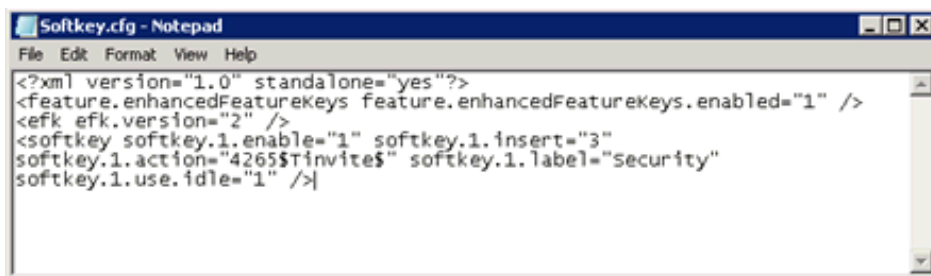 Softkey.cfg - Notepad
File Edit Format View Help
<?xml version="1.0" standalone="yes"?>
<feature.enhancedFeatureKeys feature.enhancedFeatureKeys.enabled="1" />
<efk efk.version="2" />
<softkey softkey.1.enable="1" softkey.1.insert="3"
softkey.1.action="4265$Tinvite$" softkey.1.label="Security"
softkey.1.use.idle="1" />